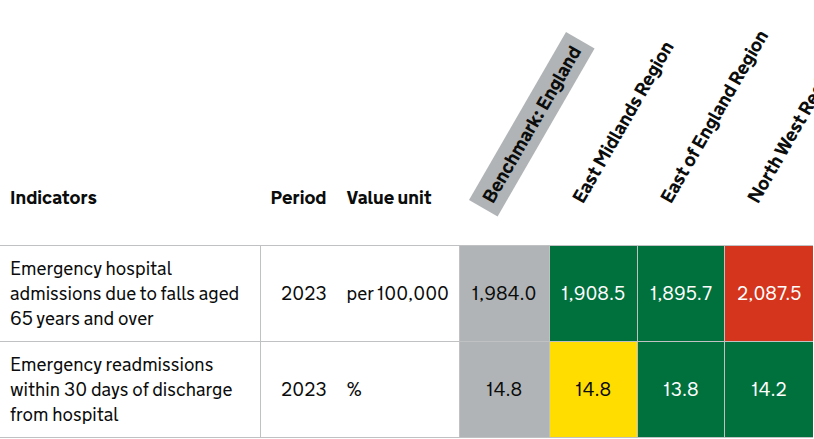 Benchmark: England
East Midlands Region
East of England Region
North West
Indicators Period Value unit
Emergency hospital
admissions due to falls aged
65 years and over
2023 per 100,000 1,984.0 1,908.5 1,895.7 2,087.5
Emergency readmissions
within 30 days of discharge
from hospital
2023 % 14.8 14.8 13.8 14.2